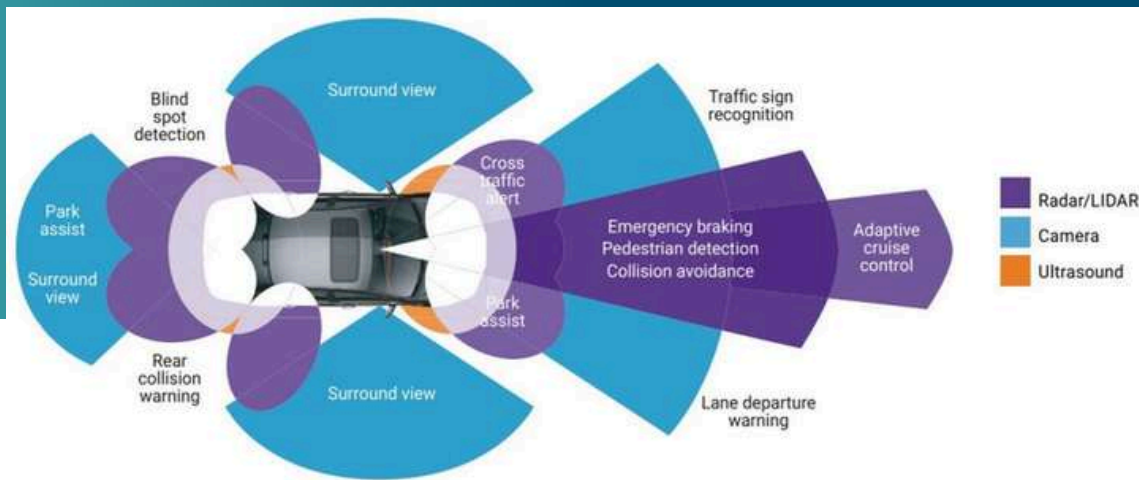 Surround view
Blind
spot
detection
Traffic sign
recognition
Cross
traffic
alert
Park
assist
Surround
view
Emergency braking
Pedestrian detection
Collision avoidance
Adaptive
cruise
control
Radar/LIDAR
Camera
Ultrasound
Park
assist
Rear
collision
warning
Surround view
Lane departure
warning